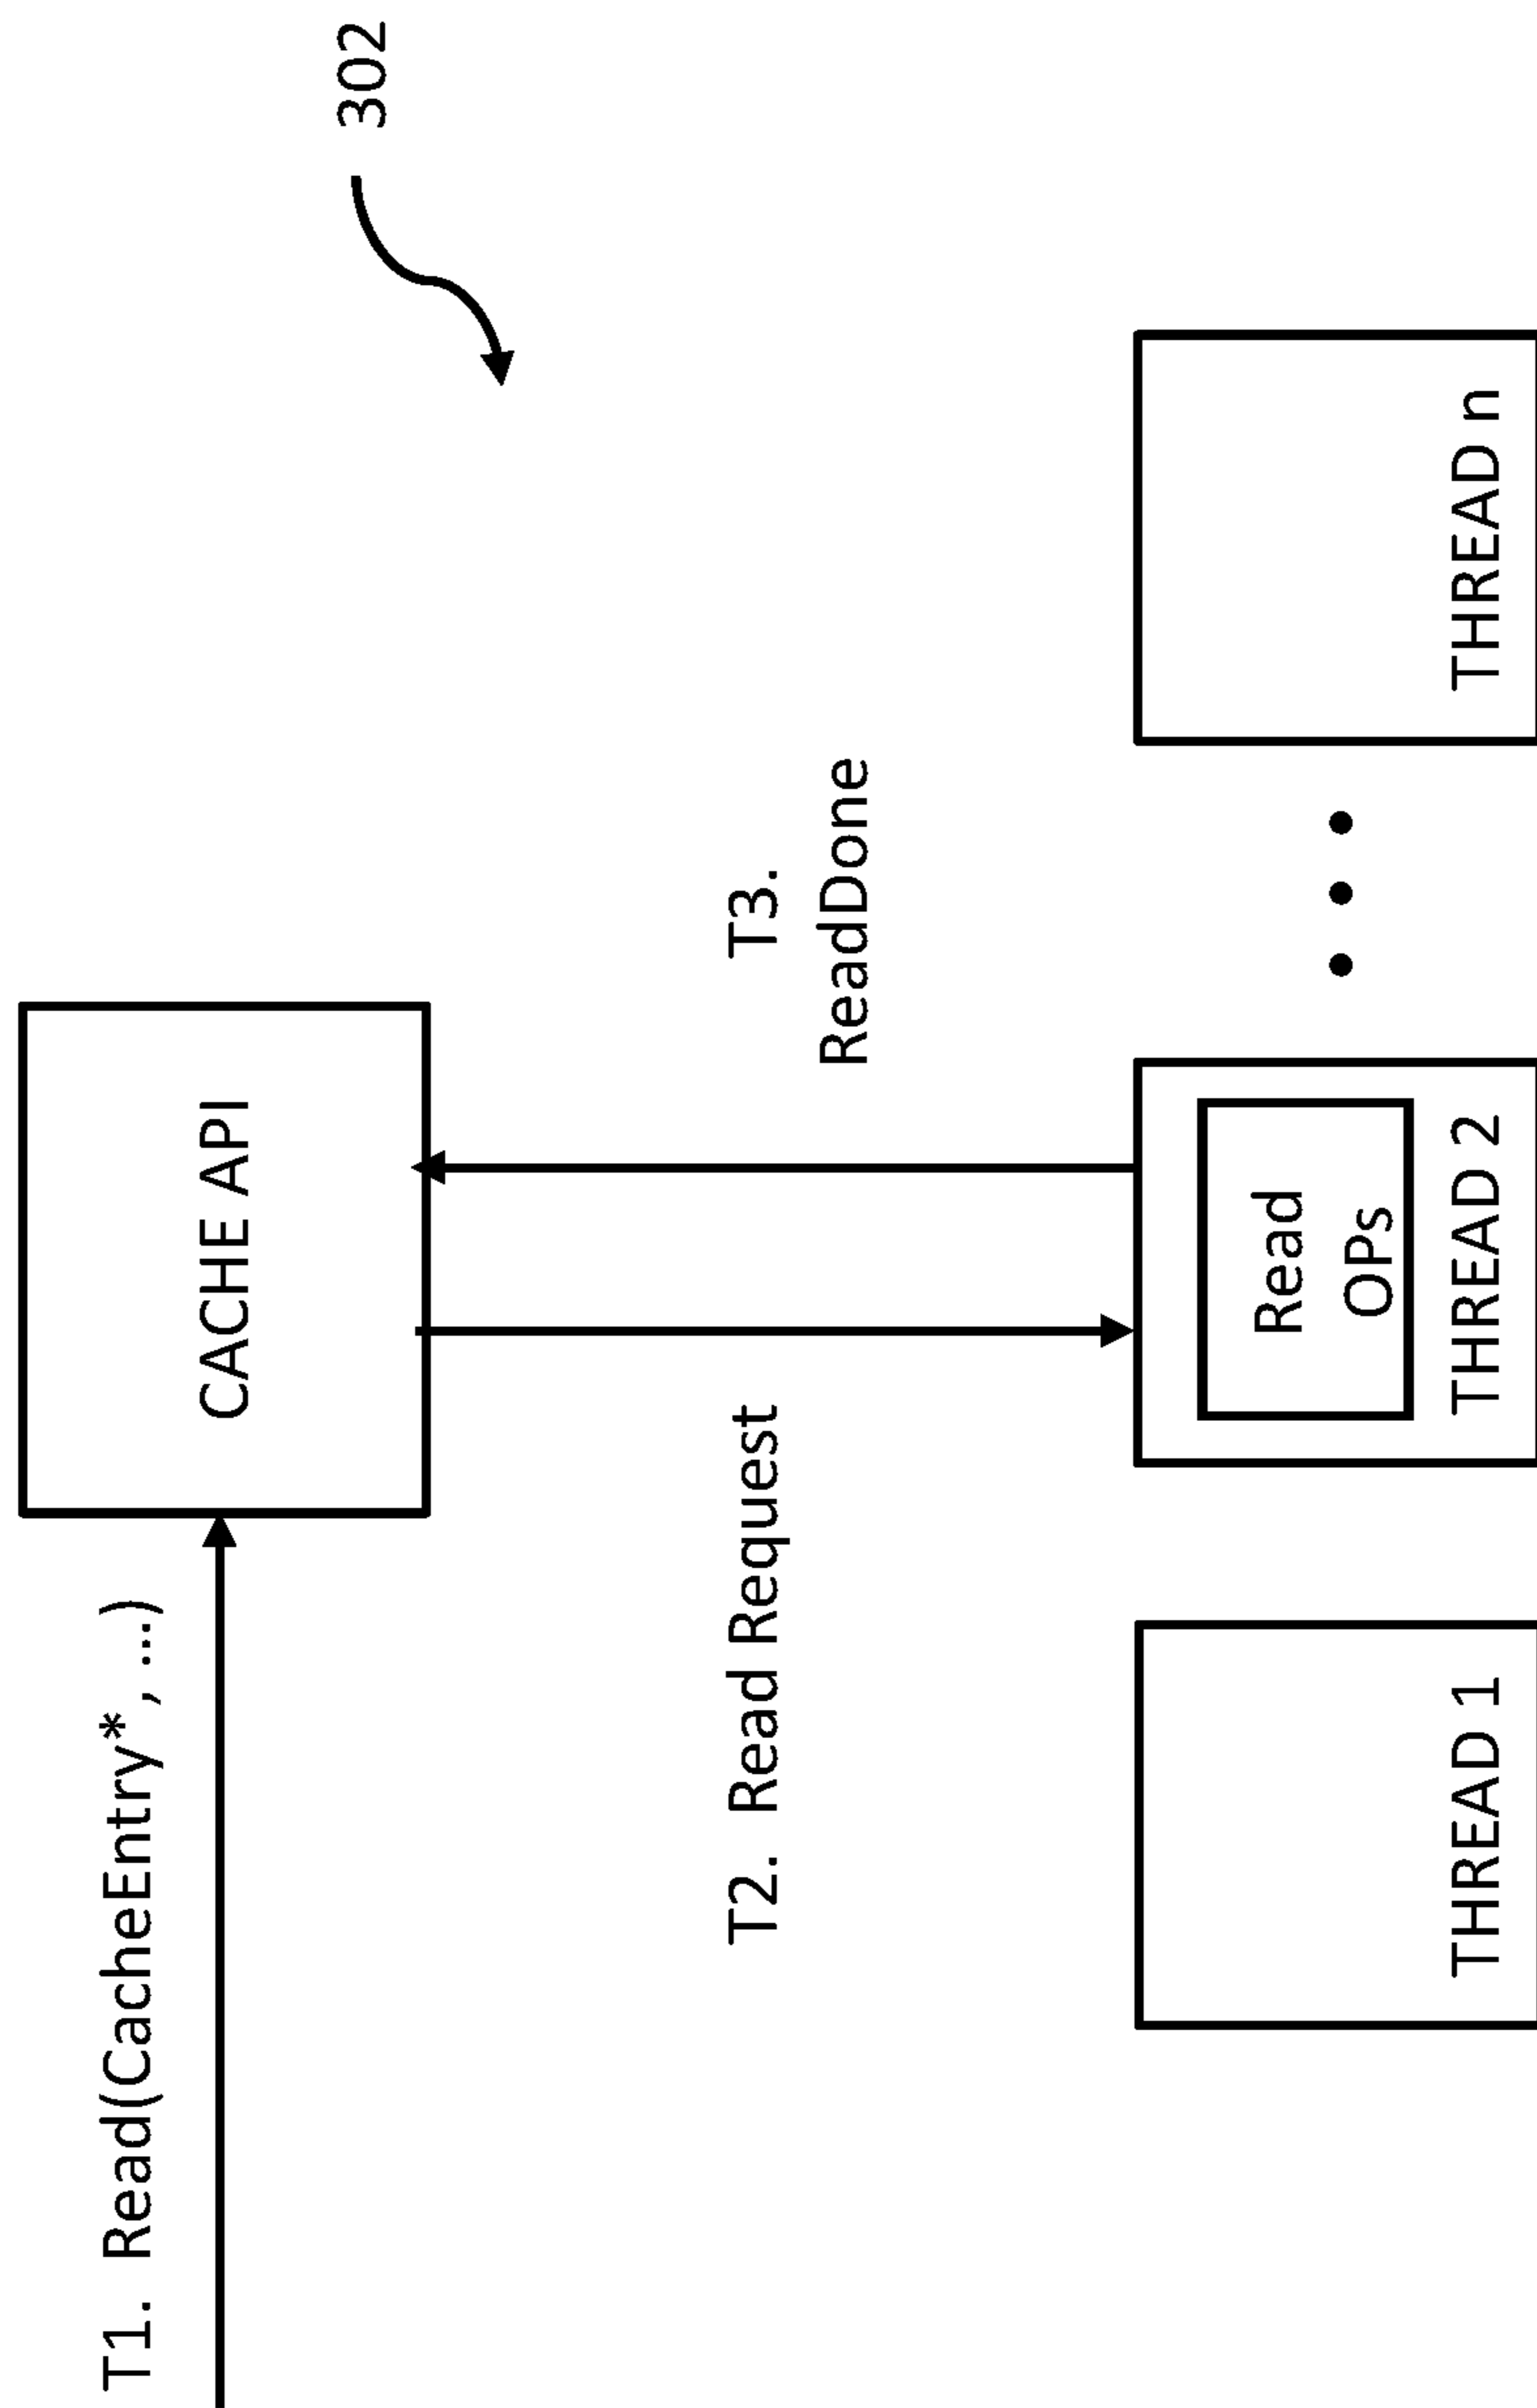 302
T1. Read(CacheEntry*, ...)
CACHE API
T2. Read Request
T3.
ReadDone
Read
OPs
THREAD 1
THREAD 2
THREAD n